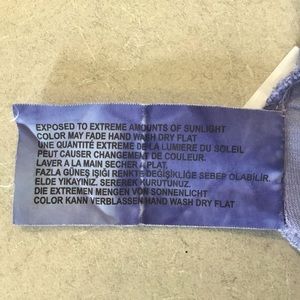 EXPOSED TO EXTREME AMOUNTS OF SUNLIGHT
COLOR MAY FADE HAND WASH DRY FLAT
UNE QUANTITÉ EXTREME DE LA LUMIERE DU SOLEIL
PEUT CAUSER CHANGEMENT DE COULEUR.
LAVER A LA MAIN SECHER A PLAT.
FAZLA GÜNEŞ IŞIĞI RENKTE DEĞİŞİKLİĞE SEBEP OLABİLİR.
ELDE YIKAYINIZ. SEREREK KURUTUNUZ.
DIE EXTREMEN MENGEN VON SONNENLICHT
COLOR KANN VERBLASSEN HAND WASH DRY FLAT